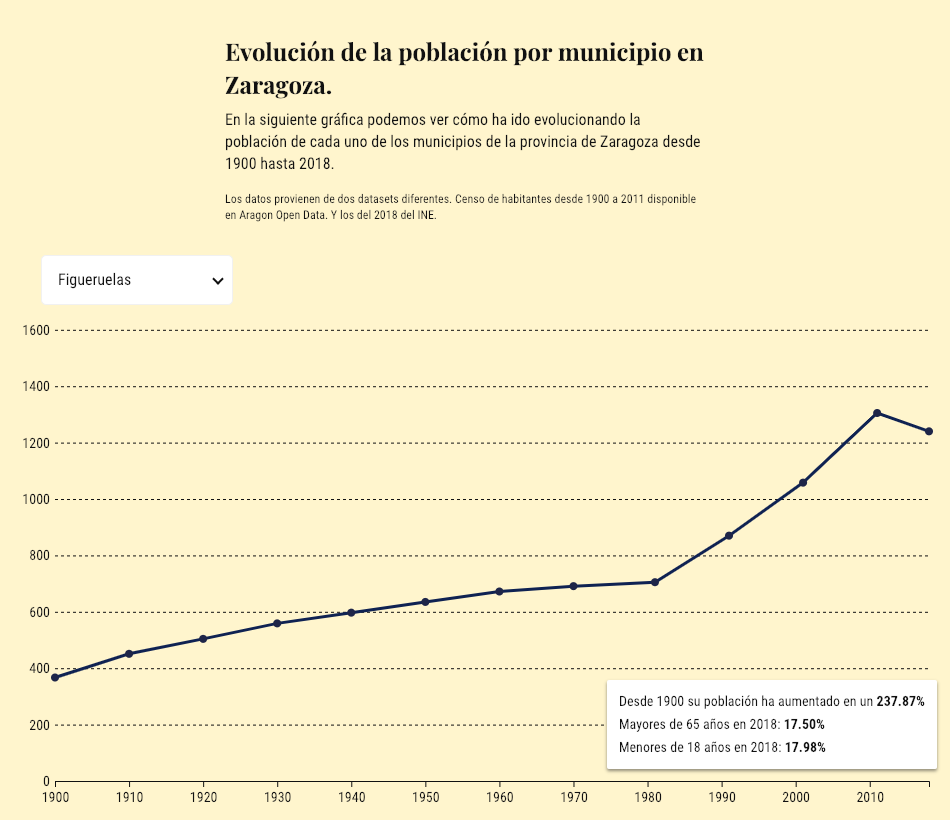 Evolución de la población por municipio en
Zaragoza.
En la siguiente gráfica podemos ver cómo ha ido evolucionando la
población de cada uno de los municipios de la provincia de Zaragoza desde
1900 hasta 2018.
Los datos provienen de dos datasets diferentes. Censo de habitantes desde 1900 a 2011 disponible
en Aragon Open Data. Y los del 2018 del INE.
Figueruelas
1600
1400
1200
1000
800
600
400
200
0
Desde 1900 su población ha aumentado en un 237.87%
Mayores de 65 años en 2018: 17.50%
Menores de 18 años en 2018: 17.98%
1900 1910 1920 1930 1940 1950 1960 1970 1980 1990 2000 2010